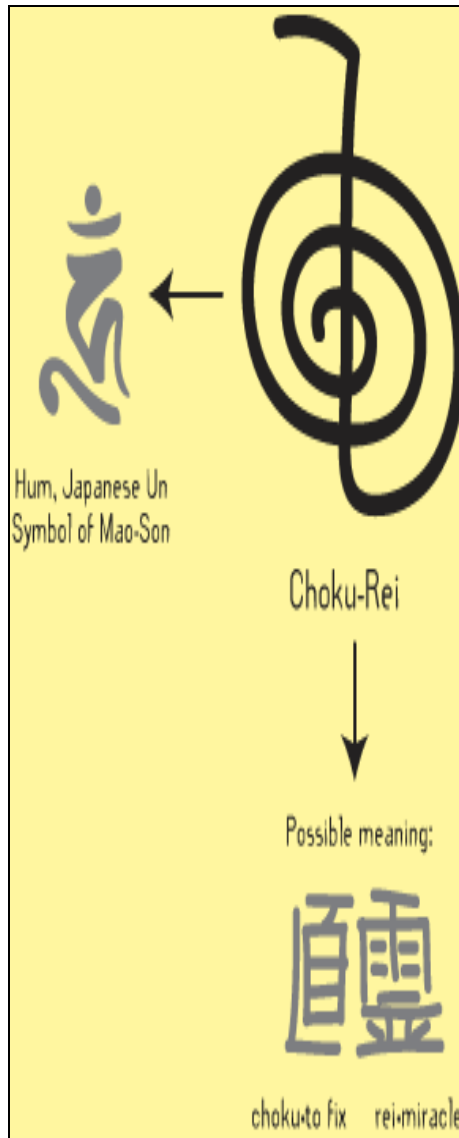 Hum, Japanese Un
Symbol of Mao-Son
Choku-Rei
Possible meaning:
直霊
choku•to fix rei•miracle